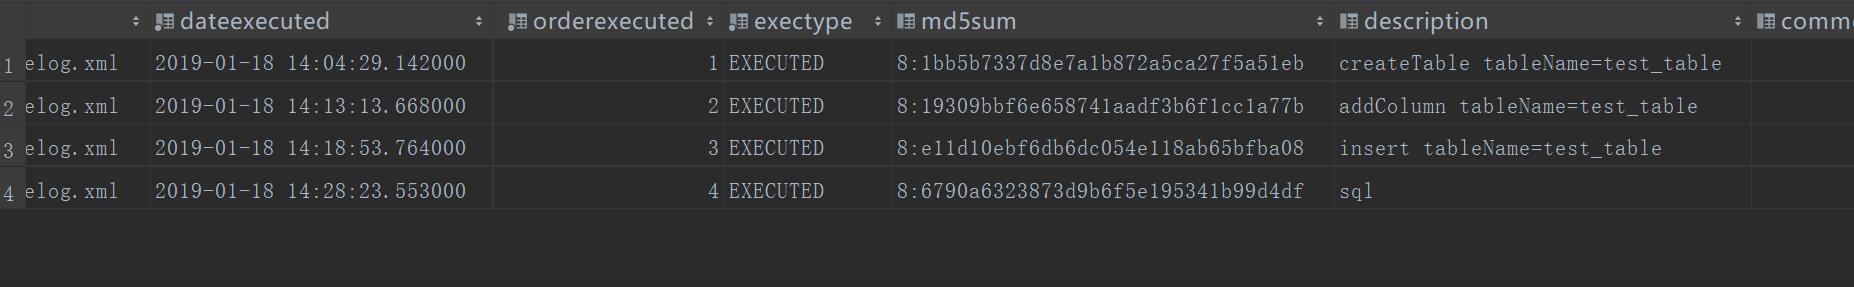 dateexecuted orderexecuted exectype md5sum description comm
1 elog.xml 2019-01-18 14:04:29.142000 1 EXECUTED 8:1bb5b7337d8e7a1b872a5ca27f5a51eb createTable tableName=test_table
2 elog.xml 2019-01-18 14:13:13.668000 2 EXECUTED 8:19309bbf6e658741aadf3b6f1cc1a77b addColumn tableName=test_table
3 elog.xml 2019-01-18 14:18:53.764000 3 EXECUTED 8:e11d10ebf6db6dc054e118ab65bfba08 insert tableName=test_table
4 elog.xml 2019-01-18 14:28:23.553000 4 EXECUTED 8:6790a6323873d9b6f5e195341b99d4df sql